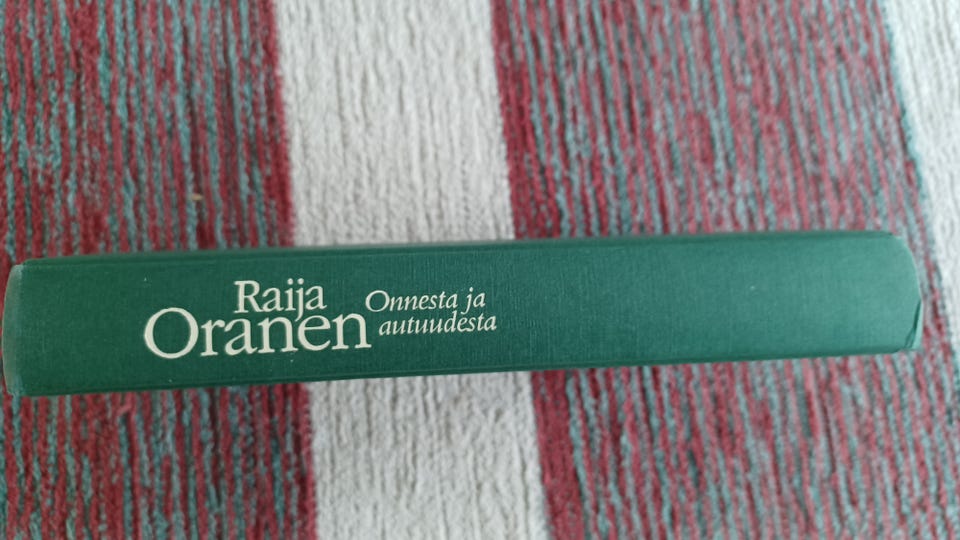 Raija
Oranen
Onnesta ja
autuudesta